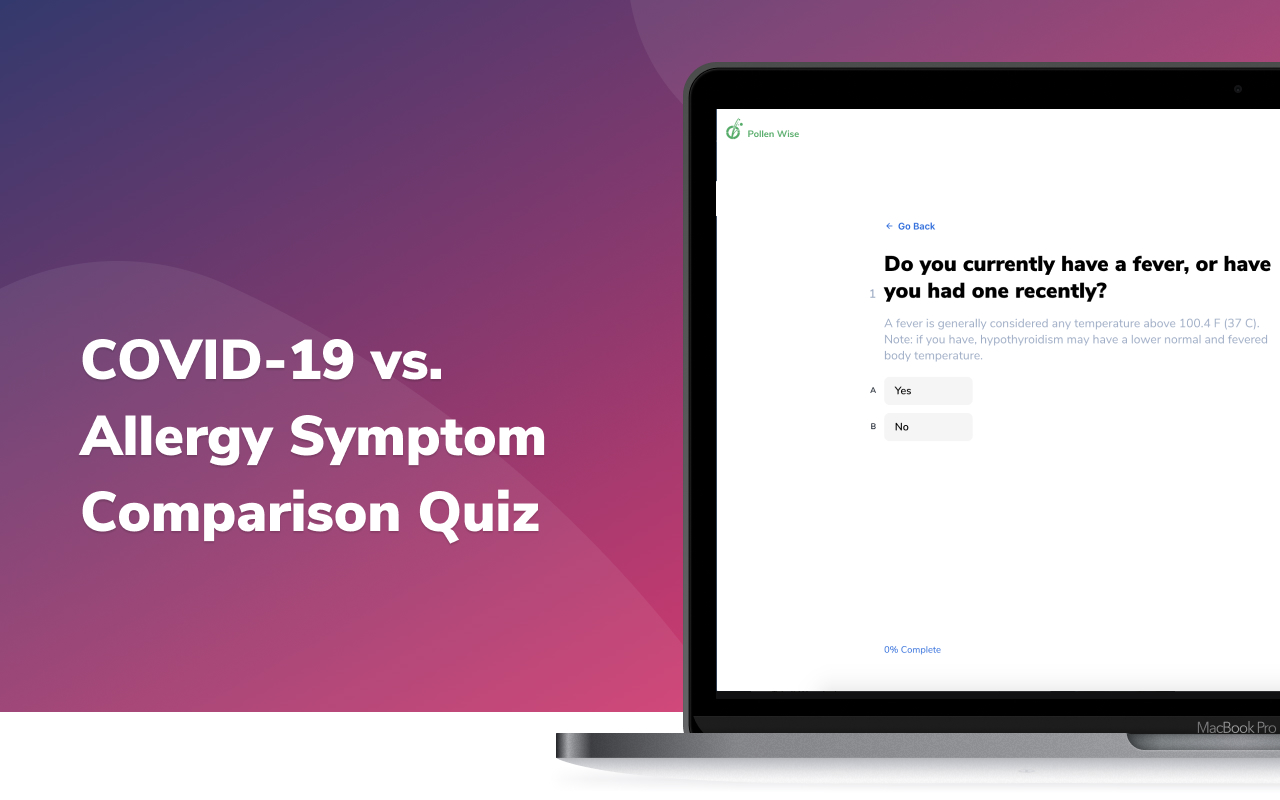 COVID-19 vs.
Allergy Symptom
Comparison Quiz
Pollen Wise
← Go Back
1
Do you currently have a fever, or have
you had one recently?
A fever is generally considered any temperature above 100.4 F (37 C).
Note: if you have, hypothyroidism may have a lower normal and fevered
body temperature.
A Yes
B No
0% Complete
MacBook Pro